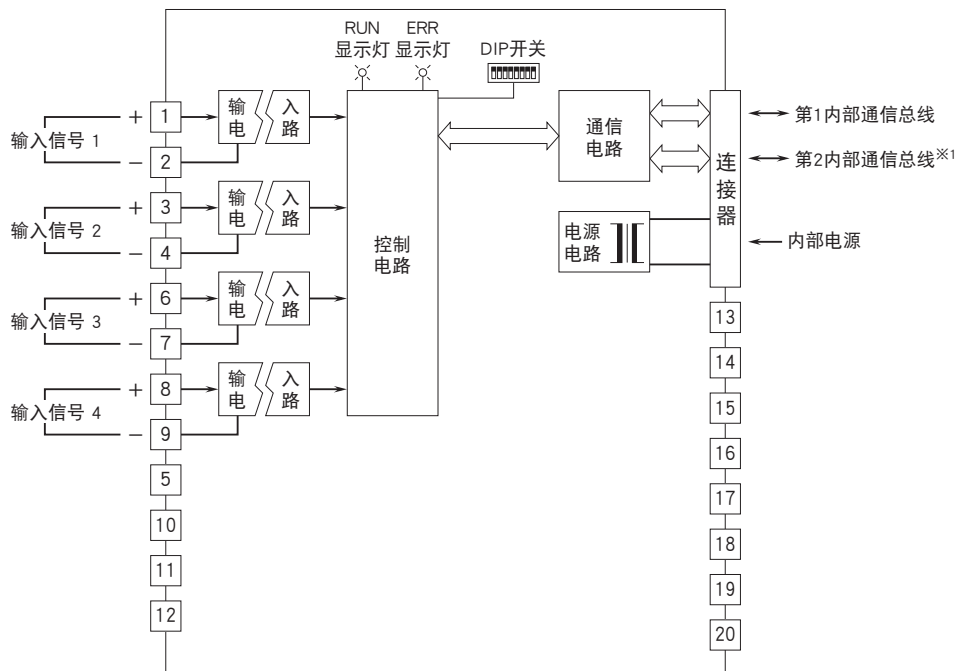 RUN
显示灯
ERR
显示灯
DIP开关
输入信号 1
+ 1
− 2
输 入
电 路
输入信号 2
+ 3
− 4
输 入
电 路
输入信号 3
+ 6
− 7
输 入
电 路
输入信号 4
+ 8
− 9
输 入
电 路
5
10
11
12
控制
电路
通信
电路
电源
电路
连
接
器
第1内部通信总线
第2内部通信总线※1
内部电源
13
14
15
16
17
18
19
20